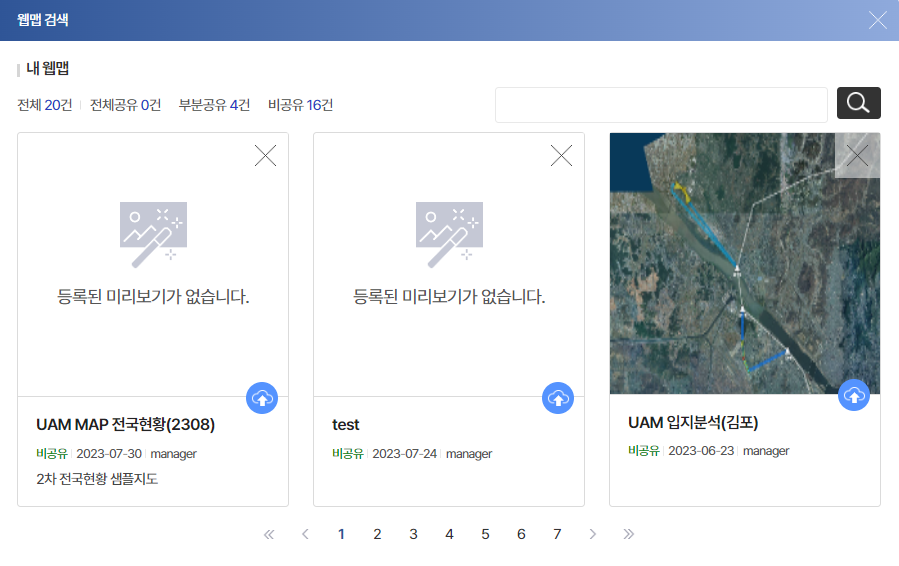 웹맵 검색
내 웹맵
전체 20건 전체공유 0건 부분공유 4건 비공유 16건
등록된 미리보기가 없습니다.
UAM MAP 전국현황(2308)
비공유 2023-07-30 manager
2차 전국현황 샘플지도
등록된 미리보기가 없습니다.
test
비공유 2023-07-24 manager
UAM 입지분석(김포)
비공유 2023-06-23 manager
« ‹ 1 2 3 4 5 6 7 › »